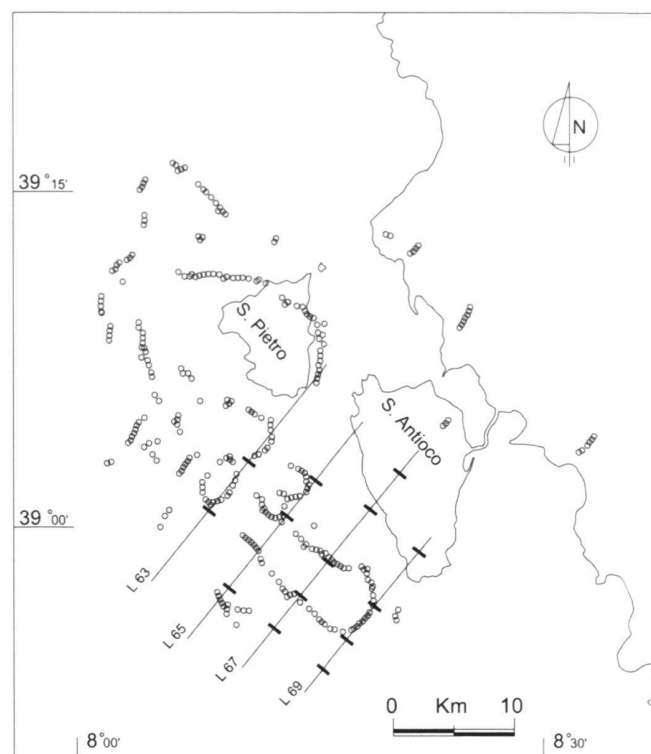 N
39° 15'
S. Pietro
S. Antioco
39° 00'
L 63
L 65
L 67
L 69
0 Km 10
8° 00'
8° 30'